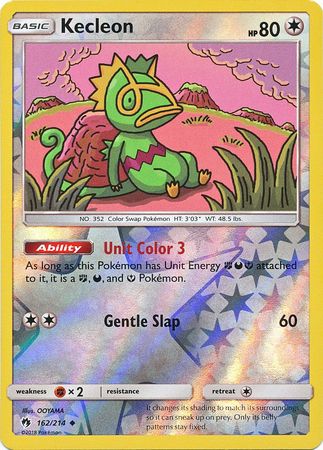 BASIC Kecleon HP 80
NO. 352 Color Swap Pokémon HT: 3'03" WT: 48.5 lbs.
Ability Unit Color 3
As long as this Pokémon has Unit Energy attached
to it, it is , , and Pokémon.
Gentle Slap 60
weakness ×2 resistance retreat
Illus. OOYAMA
162/214
©2018 Pokémon
It changes its shading to match its surroundings
so it can sneak up on prey. Only its belly
patterns stay fixed.